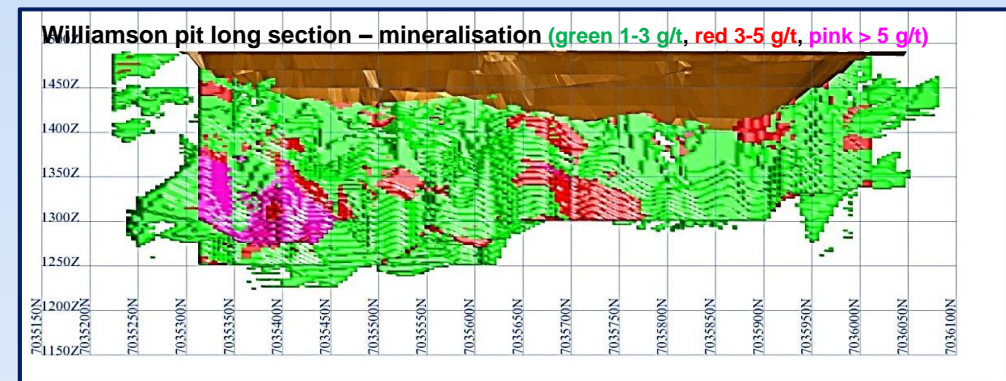 Williamson pit long section – mineralisation (green 1-3 g/t, red 3-5 g/t, pink > 5 g/t)
1450Z
1400Z
1350Z
1300Z
1250Z
1200Z
1150Z
7035150N
7035200N
7035250N
7035300N
7035350N
7035400N
7035450N
7035500N
7035550N
7035600N
7035650N
7035700N
7035750N
7035800N
7035850N
7035900N
7035950N
7036000N
7036050N
7036100N